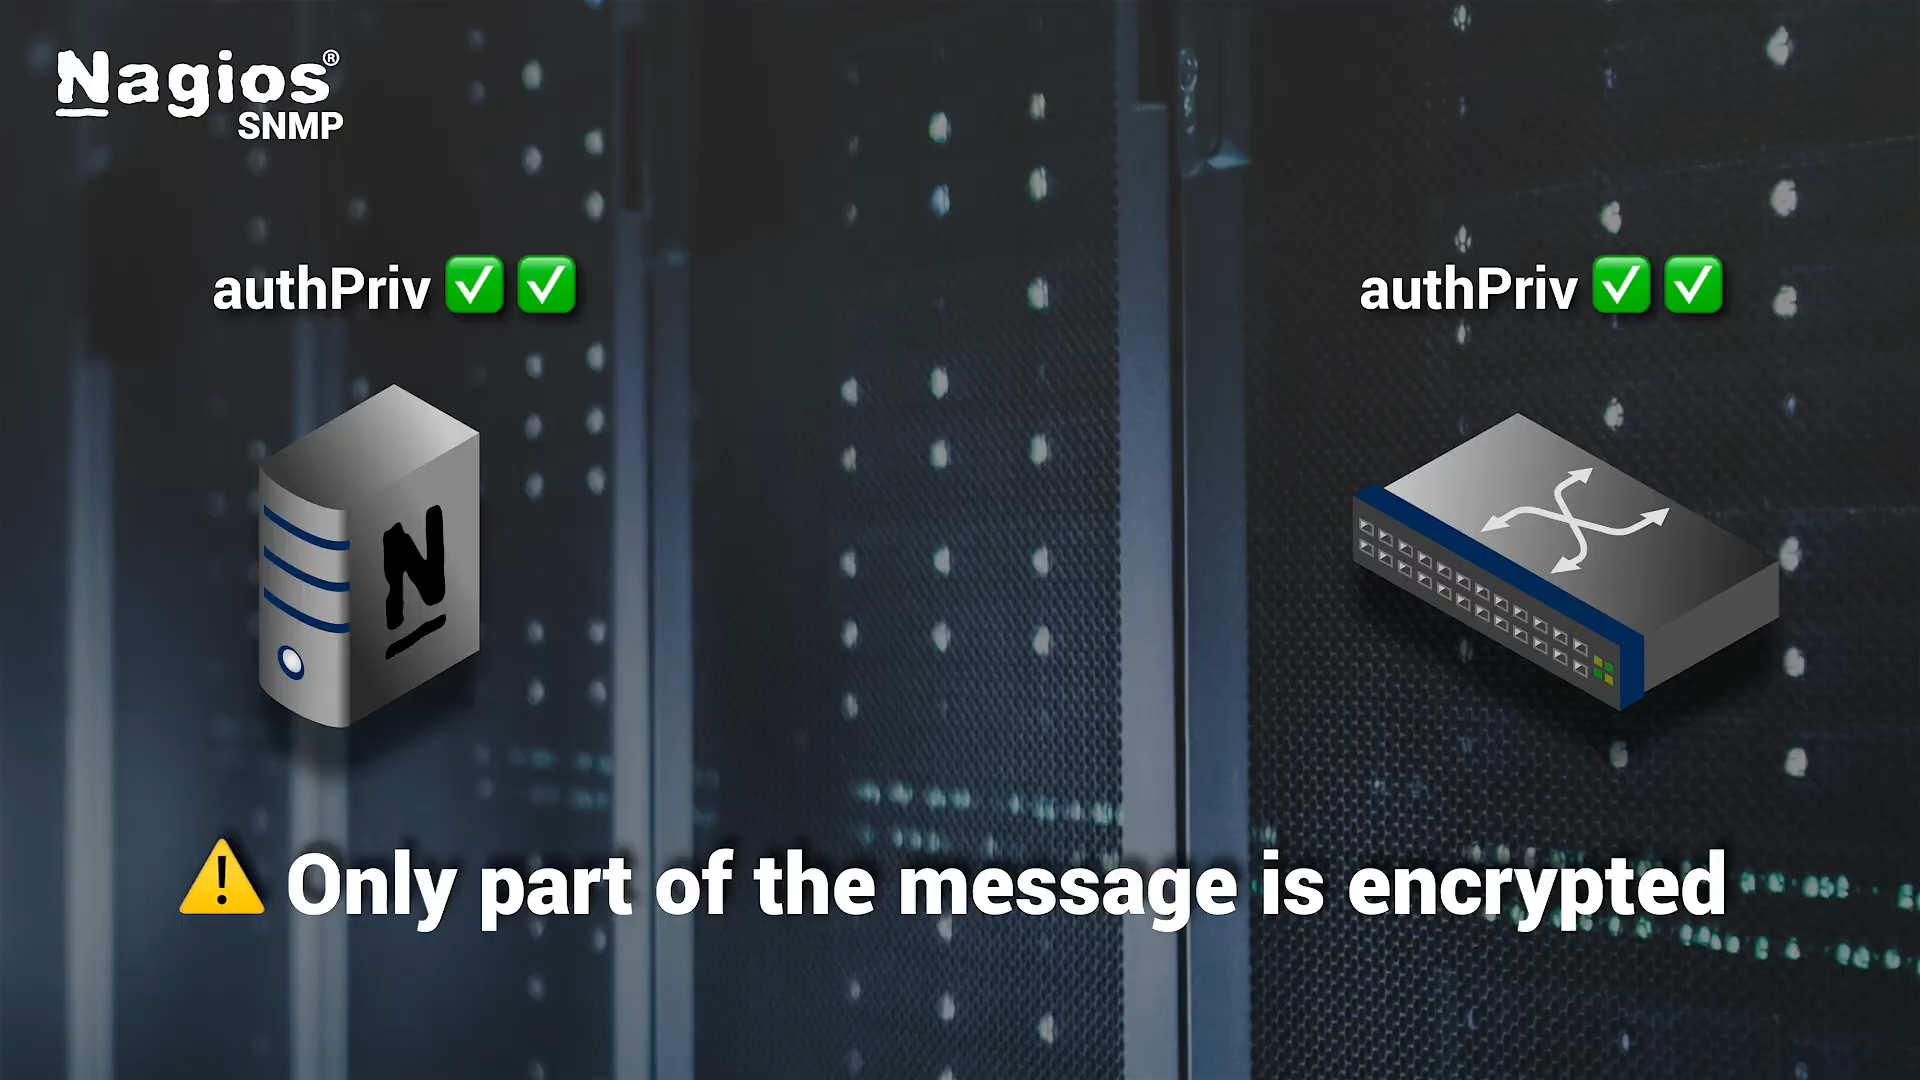 Nagios®
SNMP
authPriv ✅ ✅
authPriv ✅ ✅
N
⚠️ Only part of the message is encrypted